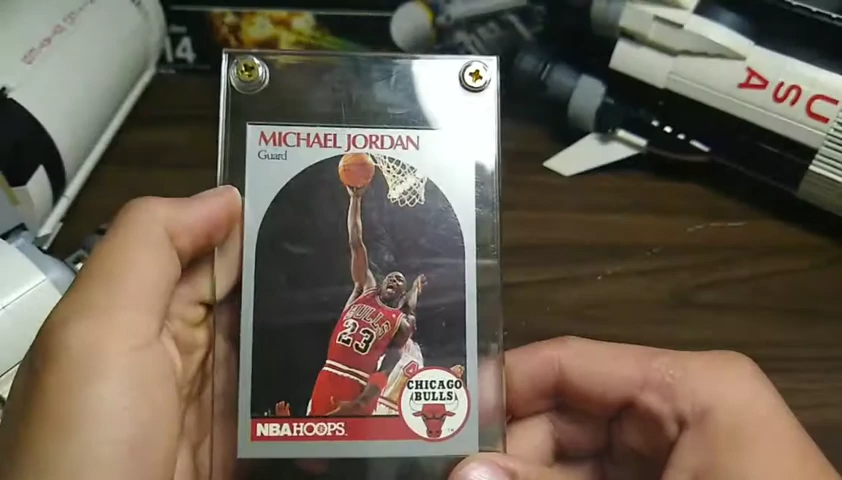 14
USA
MICHAEL JORDAN
Guard
BULLS
23
CHICAGO
BULLS
NBA HOOPS